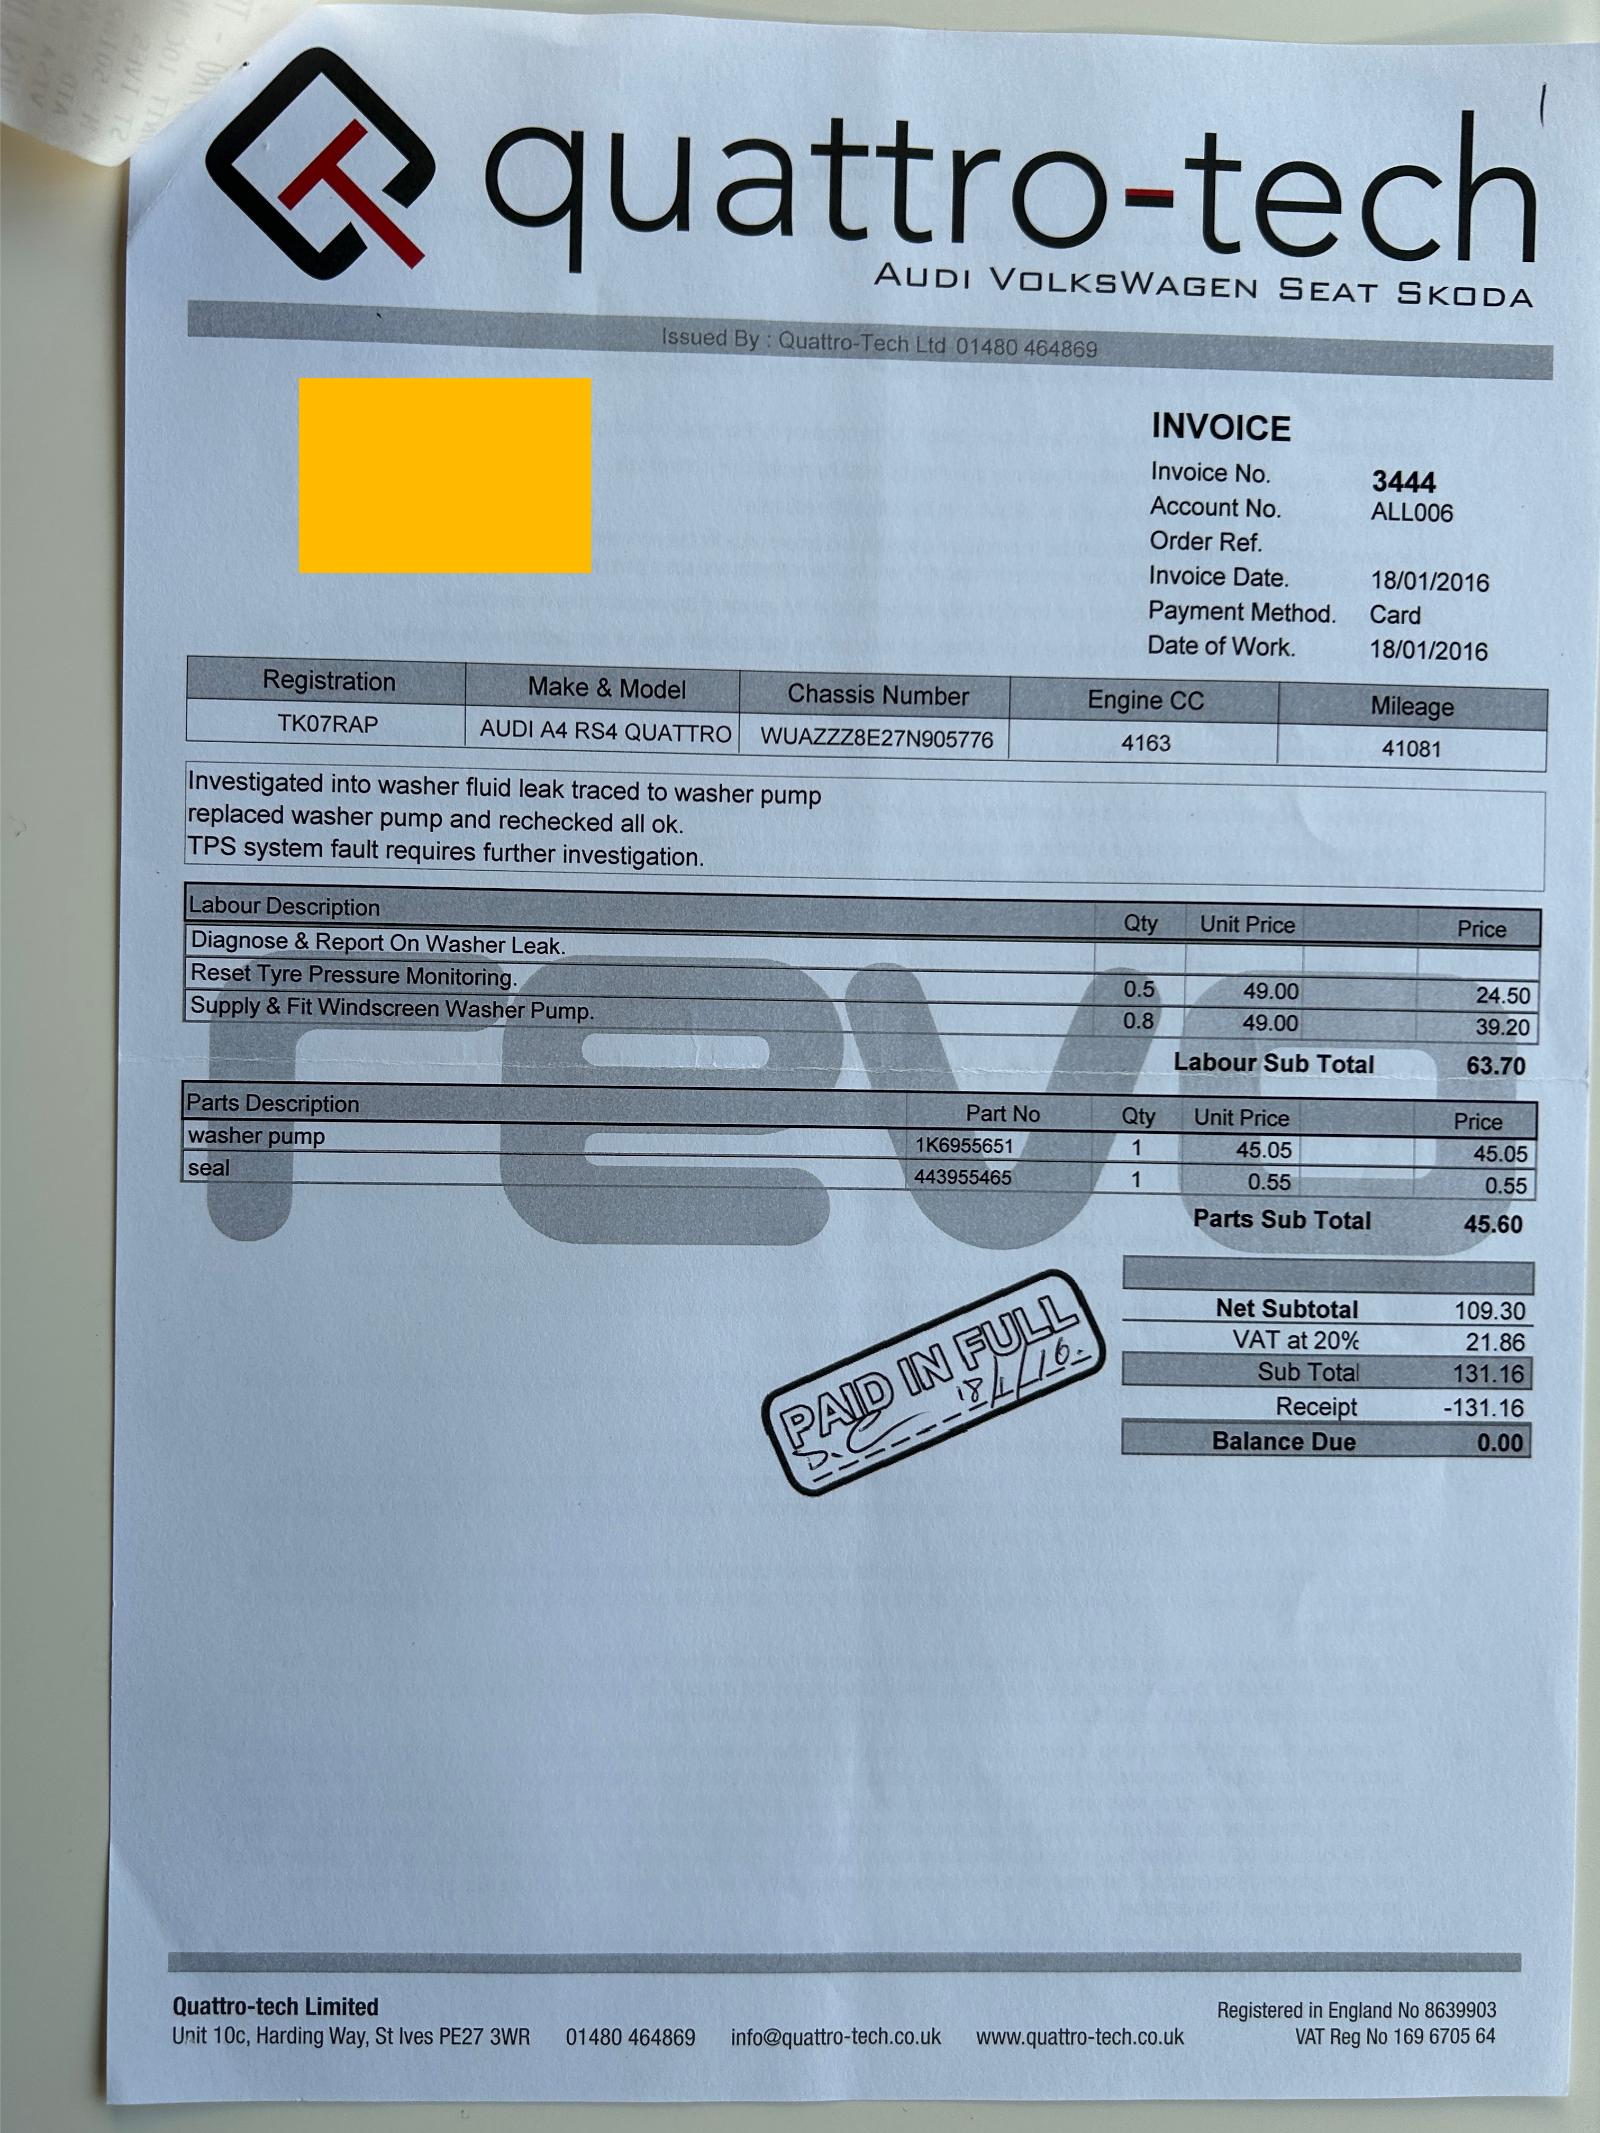 quattro-tech
AUDI VOLKSWAGEN SEAT SKODA
Issued By : Quattro-Tech Ltd 01480 464869
INVOICE
Invoice No. 3444
Account No. ALL006
Order Ref.
Invoice Date. 18/01/2016
Payment Method. Card
Date of Work. 18/01/2016
Registration Make & Model Chassis Number Engine CC Mileage
TK07RAP AUDI A4 RS4 QUATTRO WUAZZZ8E27N905776 4163 41081
Investigated into washer fluid leak traced to washer pump
replaced washer pump and rechecked all ok.
TPS system fault requires further investigation.
Labour Description Qty Unit Price Price
Diagnose & Report On Washer Leak.
Reset Tyre Pressure Monitoring. 0.5 49.00 24.50
Supply & Fit Windscreen Washer Pump. 0.8 49.00 39.20
Labour Sub Total 63.70
revo
Parts Description Part No Qty Unit Price Price
washer pump 1K6955651 1 45.05 45.05
seal 443955465 1 0.55 0.55
Parts Sub Total 45.60
Net Subtotal 109.30
VAT at 20% 21.86
Sub Total 131.16
Receipt -131.16
Balance Due 0.00
PAID IN FULL
18/1/16.
Quattro-tech Limited
Unit 10c, Harding Way, St Ives PE27 3WR 01480 464869 info@quattro-tech.co.uk www.quattro-tech.co.uk
Registered in England No 8639903
VAT Reg No 169 6705 64